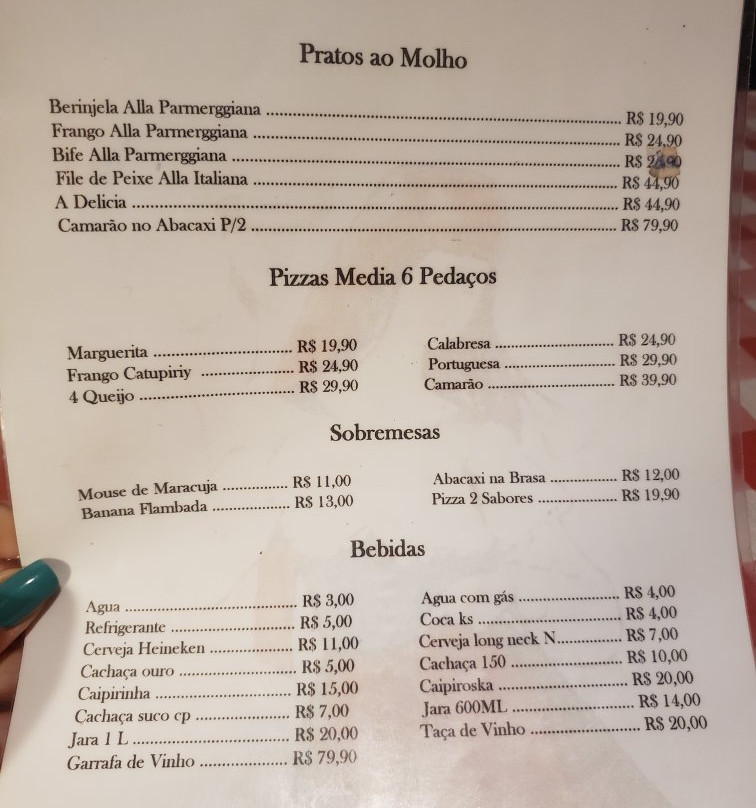 Pratos ao Molho
Berinjela Alla Parmerggiana ........ R$ 19,90
Frango Alla Parmerggiana ........ R$ 24,90
Bife Alla Parmerggiana ........ R$
File de Peixe Alla Italiana ........ R$ 44,90
A Delicia ........ R$ 44,90
Camarão no Abacaxi P/2 ........ R$ 79,90
Pizzas Media 6 Pedaços
Marguerita ........ R$ 19,90
Frango Catupiriy ........ R$ 24,90
4 Queijo ........ R$ 29,90
Calabresa ........ R$ 24,90
Portuguesa ........ R$ 29,90
Camarão ........ R$ 39,90
Sobremesas
Mouse de Maracuja ........ R$ 11,00
Banana Flambada ........ R$ 13,00
Abacaxi na Brasa ........ R$ 12,00
Pizza 2 Sabores ........ R$ 19,90
Bebidas
Agua ........ R$ 3,00
Refrigerante ........ R$ 5,00
Cerveja Heineken ........ R$ 11,00
Cachaça ouro ........ R$ 5,00
Caipirinha ........ R$ 15,00
Cachaça suco cp ........ R$ 7,00
Jara 1 L ........ R$ 20,00
Garrafa de Vinho ........ R$ 79,90
Agua com gás ........ R$ 4,00
Coca ks ........ R$ 4,00
Cerveja long neck N ........ R$ 7,00
Cachaça 150 ........ R$ 10,00
Caipiroska ........ R$ 20,00
Jara 600ML ........ R$ 14,00
Taça de Vinho ........ R$ 20,00